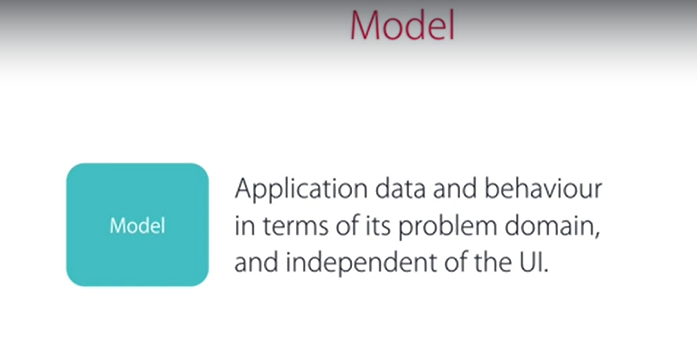 Model
Model
Application data and behaviour
in terms of its problem domain,
and independent of the UI.